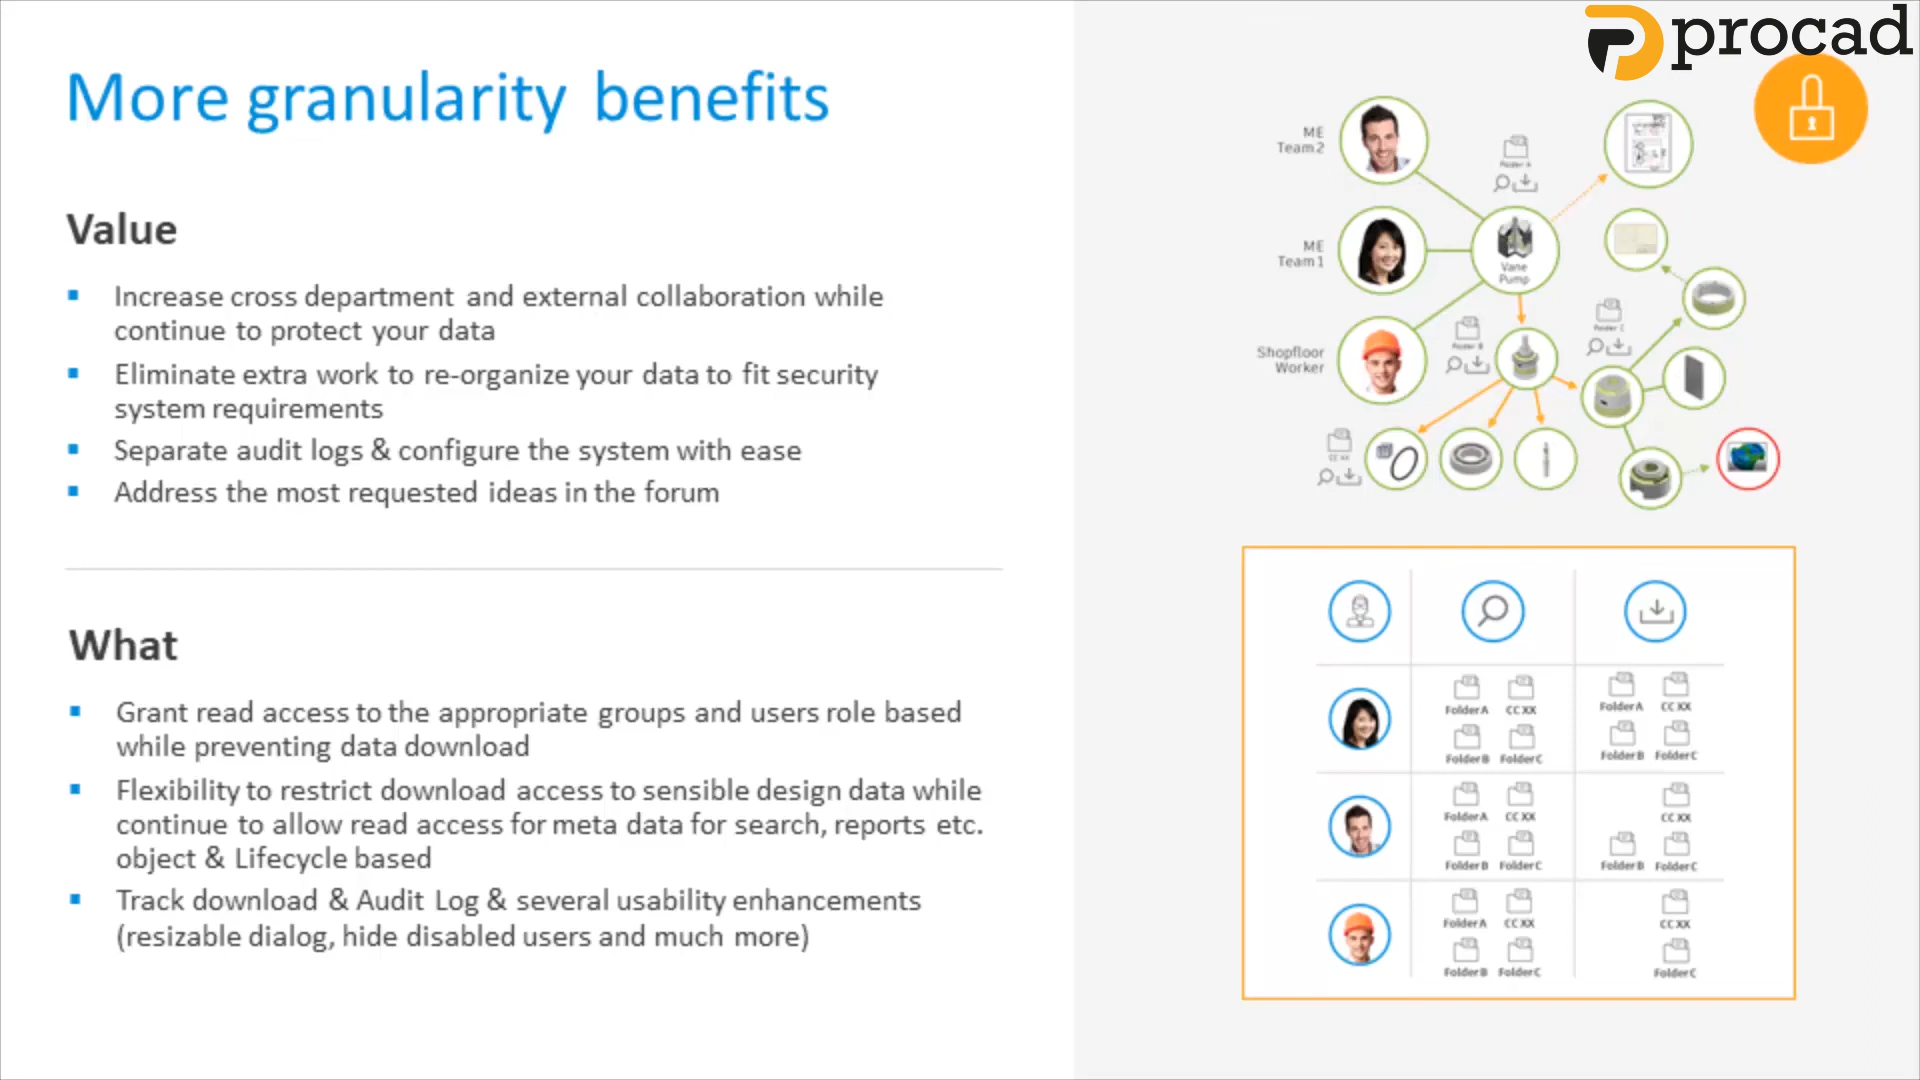 procad
More granularity benefits
Value
Increase cross department and external collaboration while
continue to protect your data
Eliminate extra work to re-organize your data to fit security
system requirements
Separate audit logs & configure the system with ease
Address the most requested ideas in the forum
What
Grant read access to the appropriate groups and users role based
while preventing data download
Flexibility to restrict download access to sensible design data while
continue to allow read access for meta data for search, reports etc.
object & Lifecycle based
Track download & Audit Log & several usability enhancements
(resizable dialog, hide disabled users and much more)
ME
Team 2
Folder A
ME
Team 1
Vane
Pump
Shopfloor
Worker
Folder B
Folder C
CC XX
Folder A CC XX Folder A CC XX
Folder B Folder C Folder B Folder C
Folder A CC XX CC XX
Folder B Folder C Folder B Folder C
Folder A CC XX CC XX
Folder B Folder C Folder C